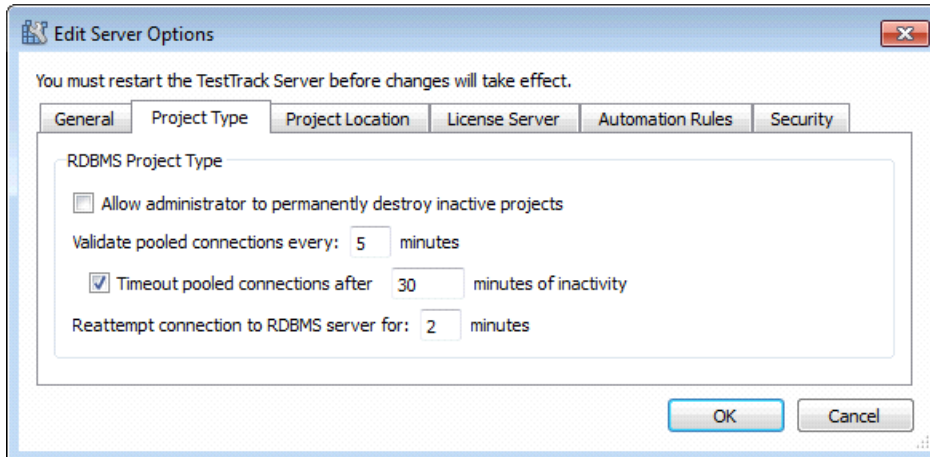 Edit Server Options
You must restart the TestTrack Server before changes will take effect.
General Project Type Project Location License Server Automation Rules Security
RDBMS Project Type
Allow administrator to permanently destroy inactive projects
Validate pooled connections every: 5 minutes
Timeout pooled connections after 30 minutes of inactivity
Reattempt connection to RDBMS server for: 2 minutes
OK Cancel